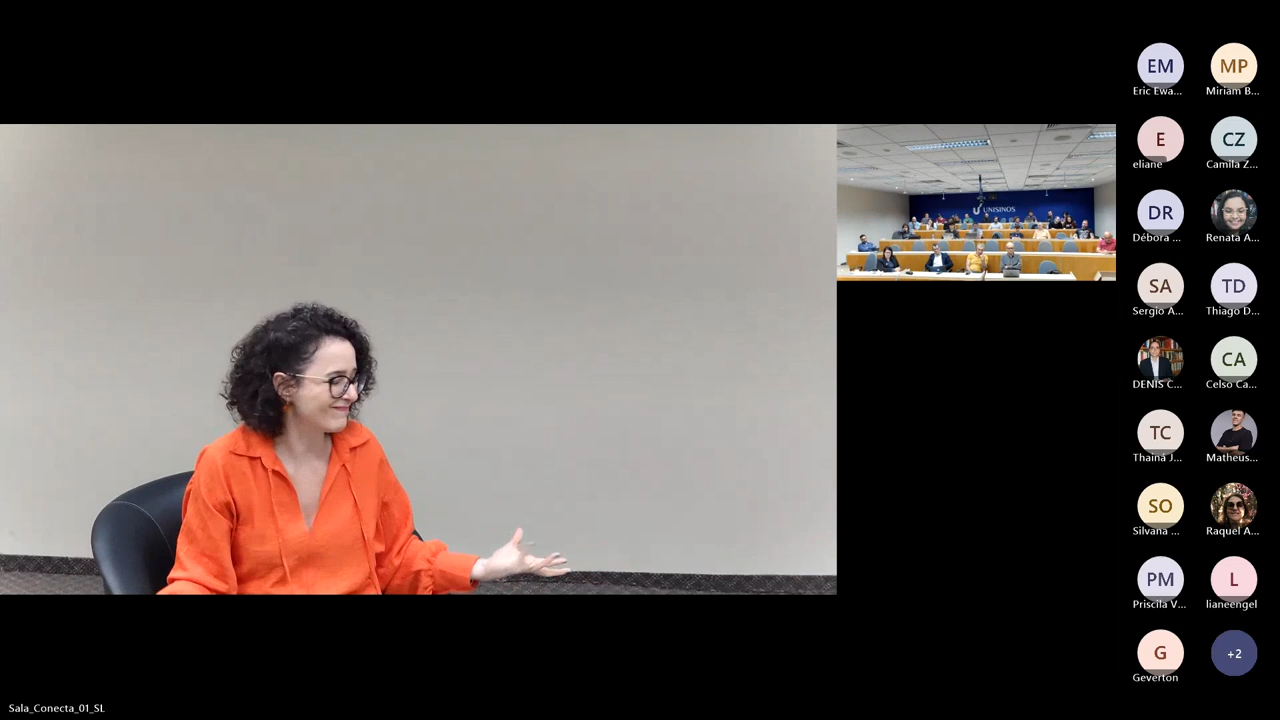 UNISINOS
EM
Eric Ewa...
MP
Miriam B...
E
eliane
CZ
Camila Z...
DR
Débora ...
Renata A...
SA
Sergio A...
TD
Thiago D...
DENIS C...
CA
Celso Ca...
TC
Thainá J...
Matheus...
SO
Silvana ...
Raquel A...
PM
Priscila V...
L
lianeengel
G
Geverton
+2
Sala_Conecta_01_SL